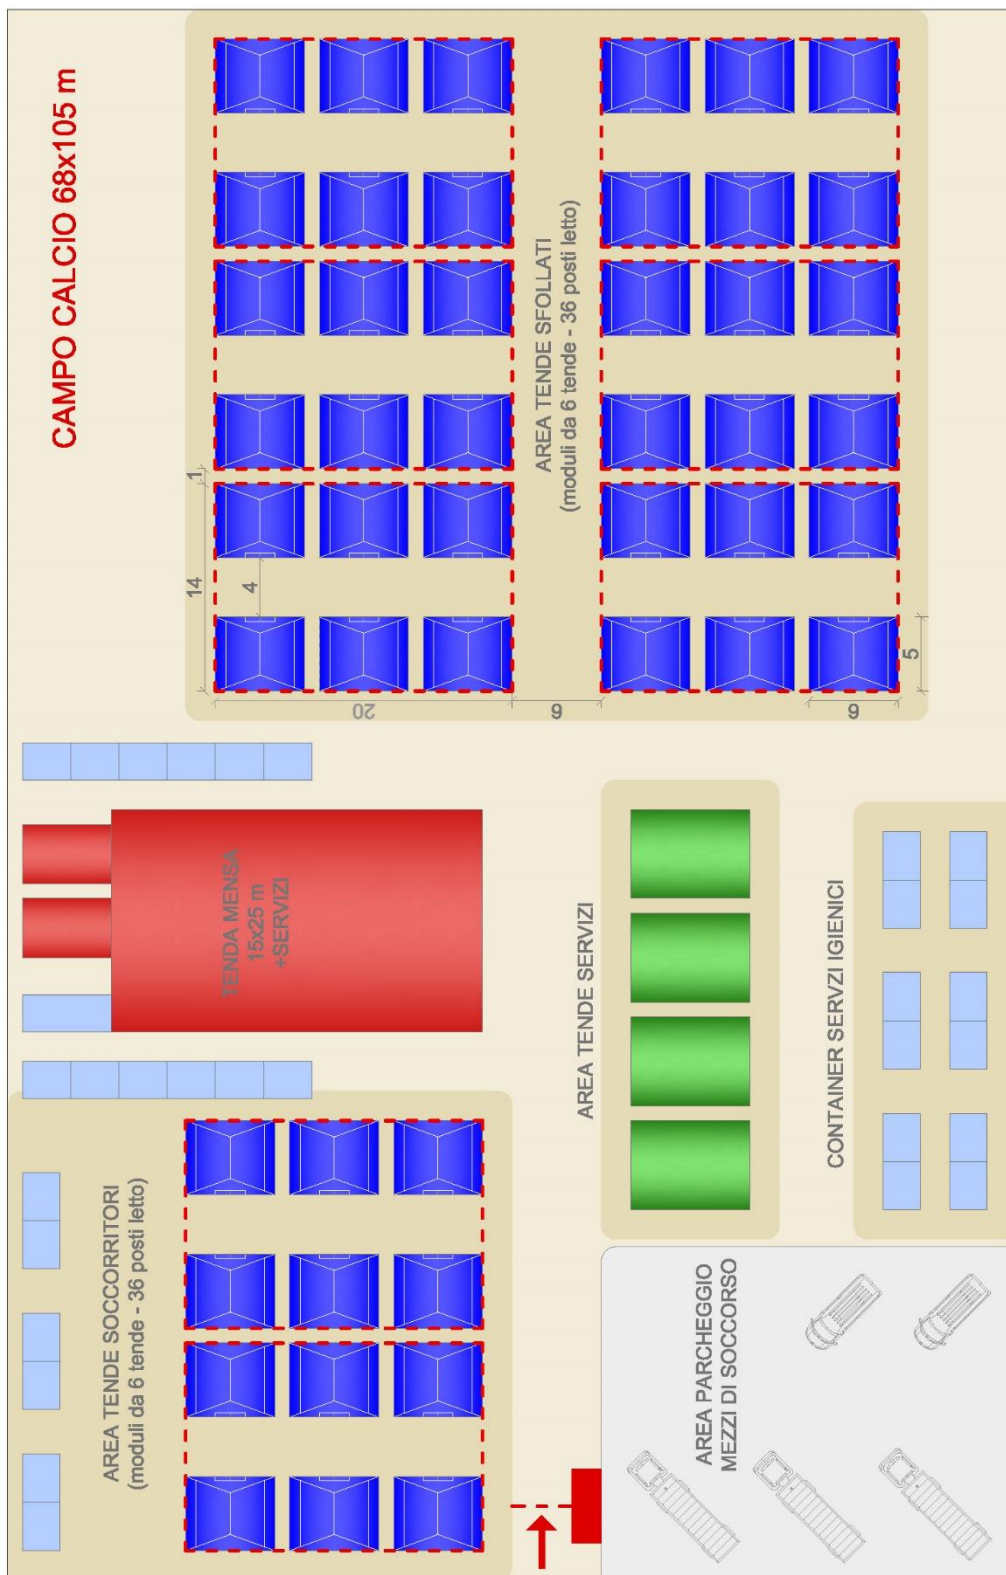 CAMPO CALCIO 68x105 m
AREA TENDE SFOLLATI
(moduli da 6 tende - 36 posti letto)
1
14
4
5
20
6
6
TENDA MENSA
15x25 m
+SERVIZI
AREA TENDE SERVIZI
CONTAINER SERVZI IGIENICI
AREA TENDE SOCCORRITORI
(moduli da 6 tende - 36 posti letto)
AREA PARCHEGGIO
MEZZI DI SOCCORSO